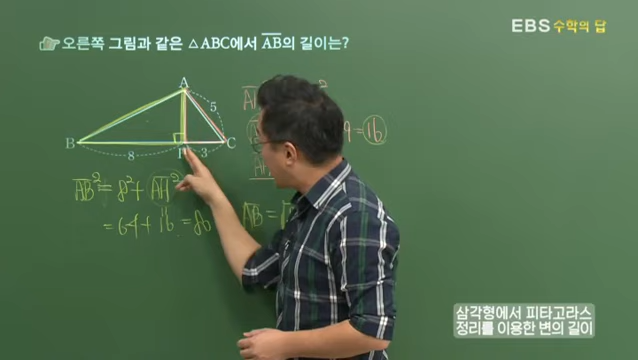 EBS 수학의 답
오른쪽 그림과 같은 △ABC에서 AB의 길이는?
A
5
B
C
8
3
9 = 16
AB² = 8² + AH²
= 64 + 16 = 80
AB =
삼각형에서 피타고라스
정리를 이용한 변의 길이